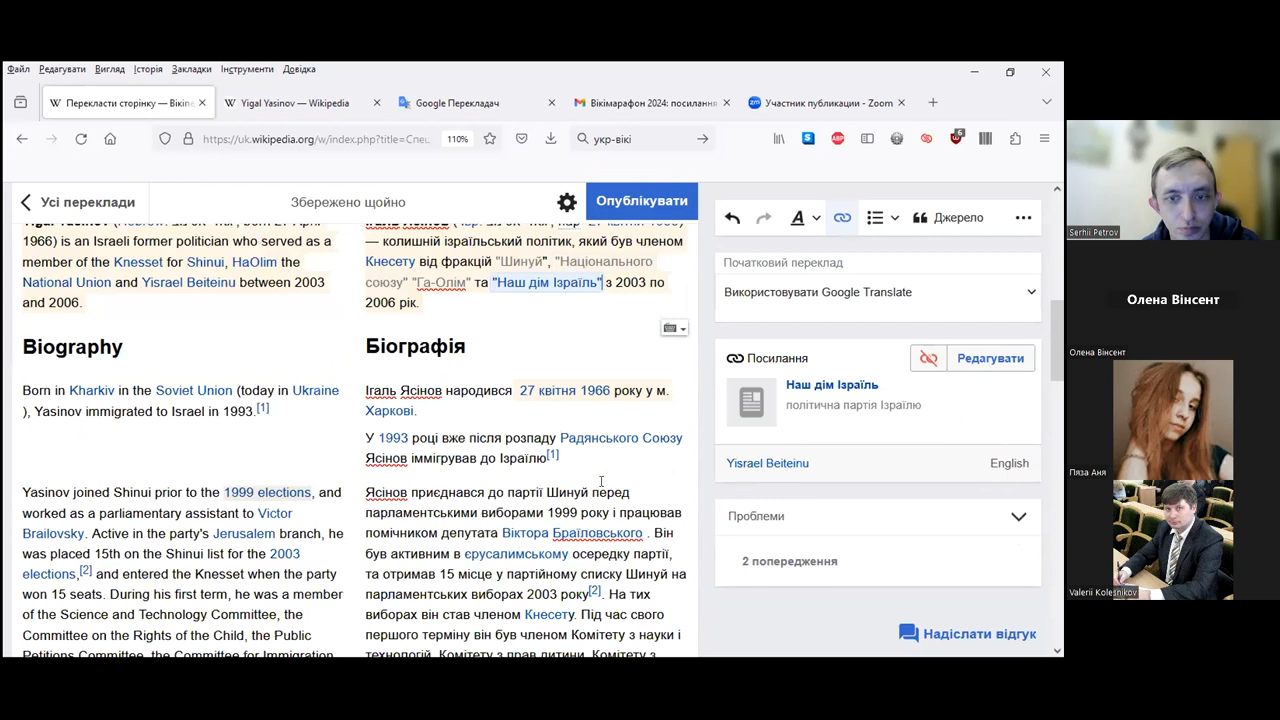 Файл Редагувати Вигляд Історія Закладки Інструменти Довідка
Перекласти сторінку — Вікіпе
Yigal Yasinov — Wikipedia
Google Перекладач
Вікімарафон 2024: посилання
Участник публикации - Zoom
https://uk.wikipedia.org/w/index.php?title=Спец
110%
укр-вікі
6
Усі переклади
Збережено щойно
Опублікувати
1966) is an Israeli former politician who served as a
member of the Knesset for Shinui, HaOlim the
National Union and Yisrael Beiteinu between 2003
and 2006.
— колишній ізраїльський політик, який був членом
Кнесету від фракцій "Шинуй", "Національного
союзу" "Га-Олім" та "Наш дім Ізраїль" з 2003 по
2006 рік.
Biography
Біографія
Born in Kharkiv in the Soviet Union (today in Ukraine
), Yasinov immigrated to Israel in 1993.[1]
Ігаль Ясінов народився 27 квітня 1966 року у м.
Харкові.
У 1993 році вже після розпаду Радянського Союзу
Ясінов іммігрував до Ізраїлю[1]
Yasinov joined Shinui prior to the 1999 elections, and
worked as a parliamentary assistant to Victor
Brailovsky. Active in the party's Jerusalem branch, he
was placed 15th on the Shinui list for the 2003
elections,[2] and entered the Knesset when the party
won 15 seats. During his first term, he was a member
of the Science and Technology Committee, the
Committee on the Rights of the Child, the Public
Petitions Committee, the Committee for Immigration
Ясінов приєднався до партії Шинуй перед
парламентськими виборами 1999 року і працював
помічником депутата Віктора Браїловського . Він
був активним в єрусалимському осередку партії,
та отримав 15 місце у партійному списку Шинуй на
парламентських виборах 2003 року[2]. На тих
виборах він став членом Кнесету. Під час свого
першого терміну він був членом Комітету з науки і
технологій, Комітету з прав дитини, Комітету з
Джерело
Початковий переклад
Використовувати Google Translate
Посилання
Редагувати
Наш дім Ізраїль
політична партія Ізраїлю
Yisrael Beiteinu
English
Проблеми
2 попередження
Надіслати відгук
Serhii Petrov
Олена Вінсент
Олена Вінсент
Пяза Аня
Valerii Kolesnikov